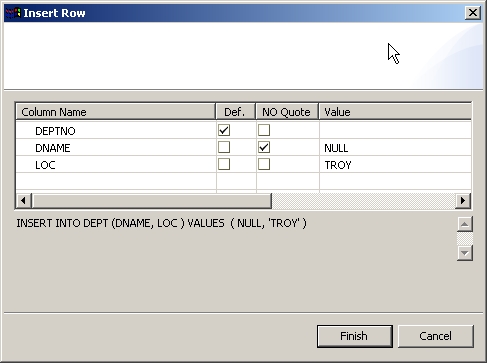 Insert Row
Column Name Def. NO Quote Value
DEPTNO
DNAME NULL
LOC TROY
INSERT INTO DEPT (DNAME, LOC ) VALUES  ( NULL, 'TROY' )
Finish Cancel